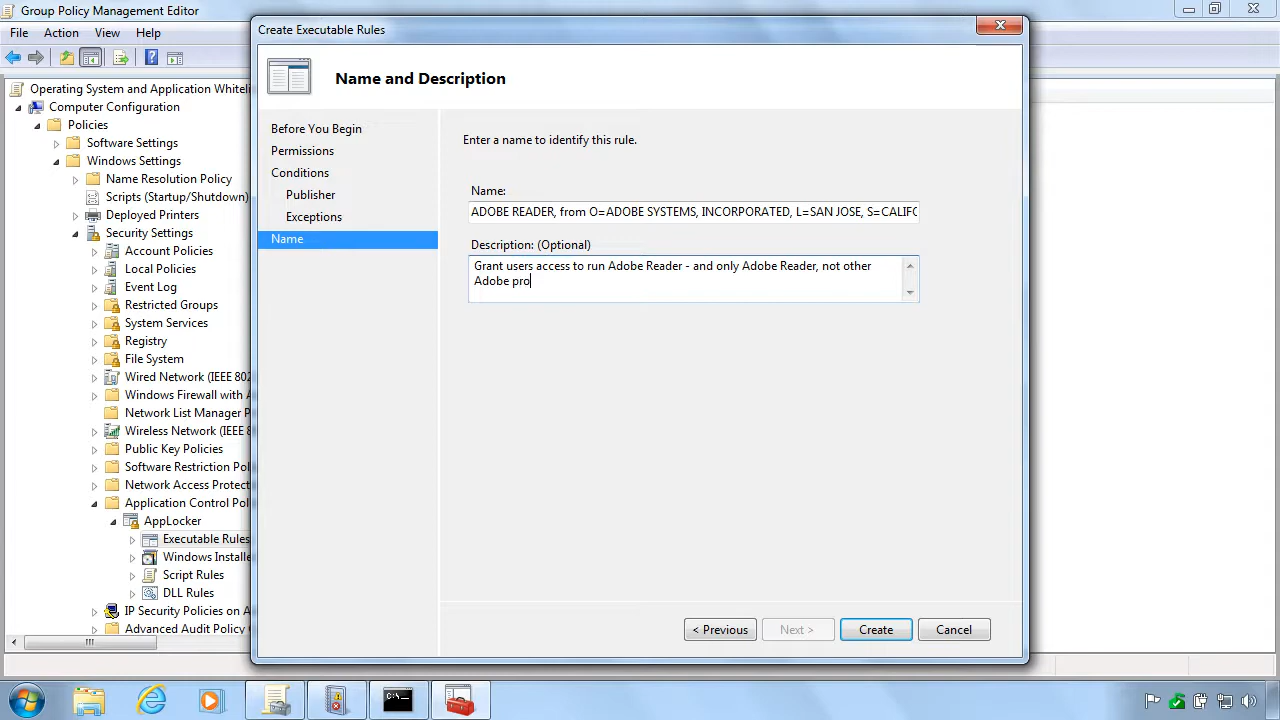 Group Policy Management Editor
File Action View Help
Operating System and Application Whiteli
Computer Configuration
Policies
Software Settings
Windows Settings
Name Resolution Policy
Scripts (Startup/Shutdown)
Deployed Printers
Security Settings
Account Policies
Local Policies
Event Log
Restricted Groups
System Services
Registry
File System
Wired Network (IEEE 802
Windows Firewall with A
Network List Manager P
Wireless Network (IEEE 8
Public Key Policies
Software Restriction Pol
Network Access Protect
Application Control Pol
AppLocker
Executable Rules
Windows Installe
Script Rules
DLL Rules
IP Security Policies on A
Advanced Audit Policy
Create Executable Rules
Name and Description
Before You Begin
Permissions
Conditions
Publisher
Exceptions
Name
Enter a name to identify this rule.
Name:
ADOBE READER, from O=ADOBE SYSTEMS, INCORPORATED, L=SAN JOSE, S=CALIFO
Description: (Optional)
Grant users access to run Adobe Reader - and only Adobe Reader, not other
Adobe pro
< Previous Next > Create Cancel
C:\.